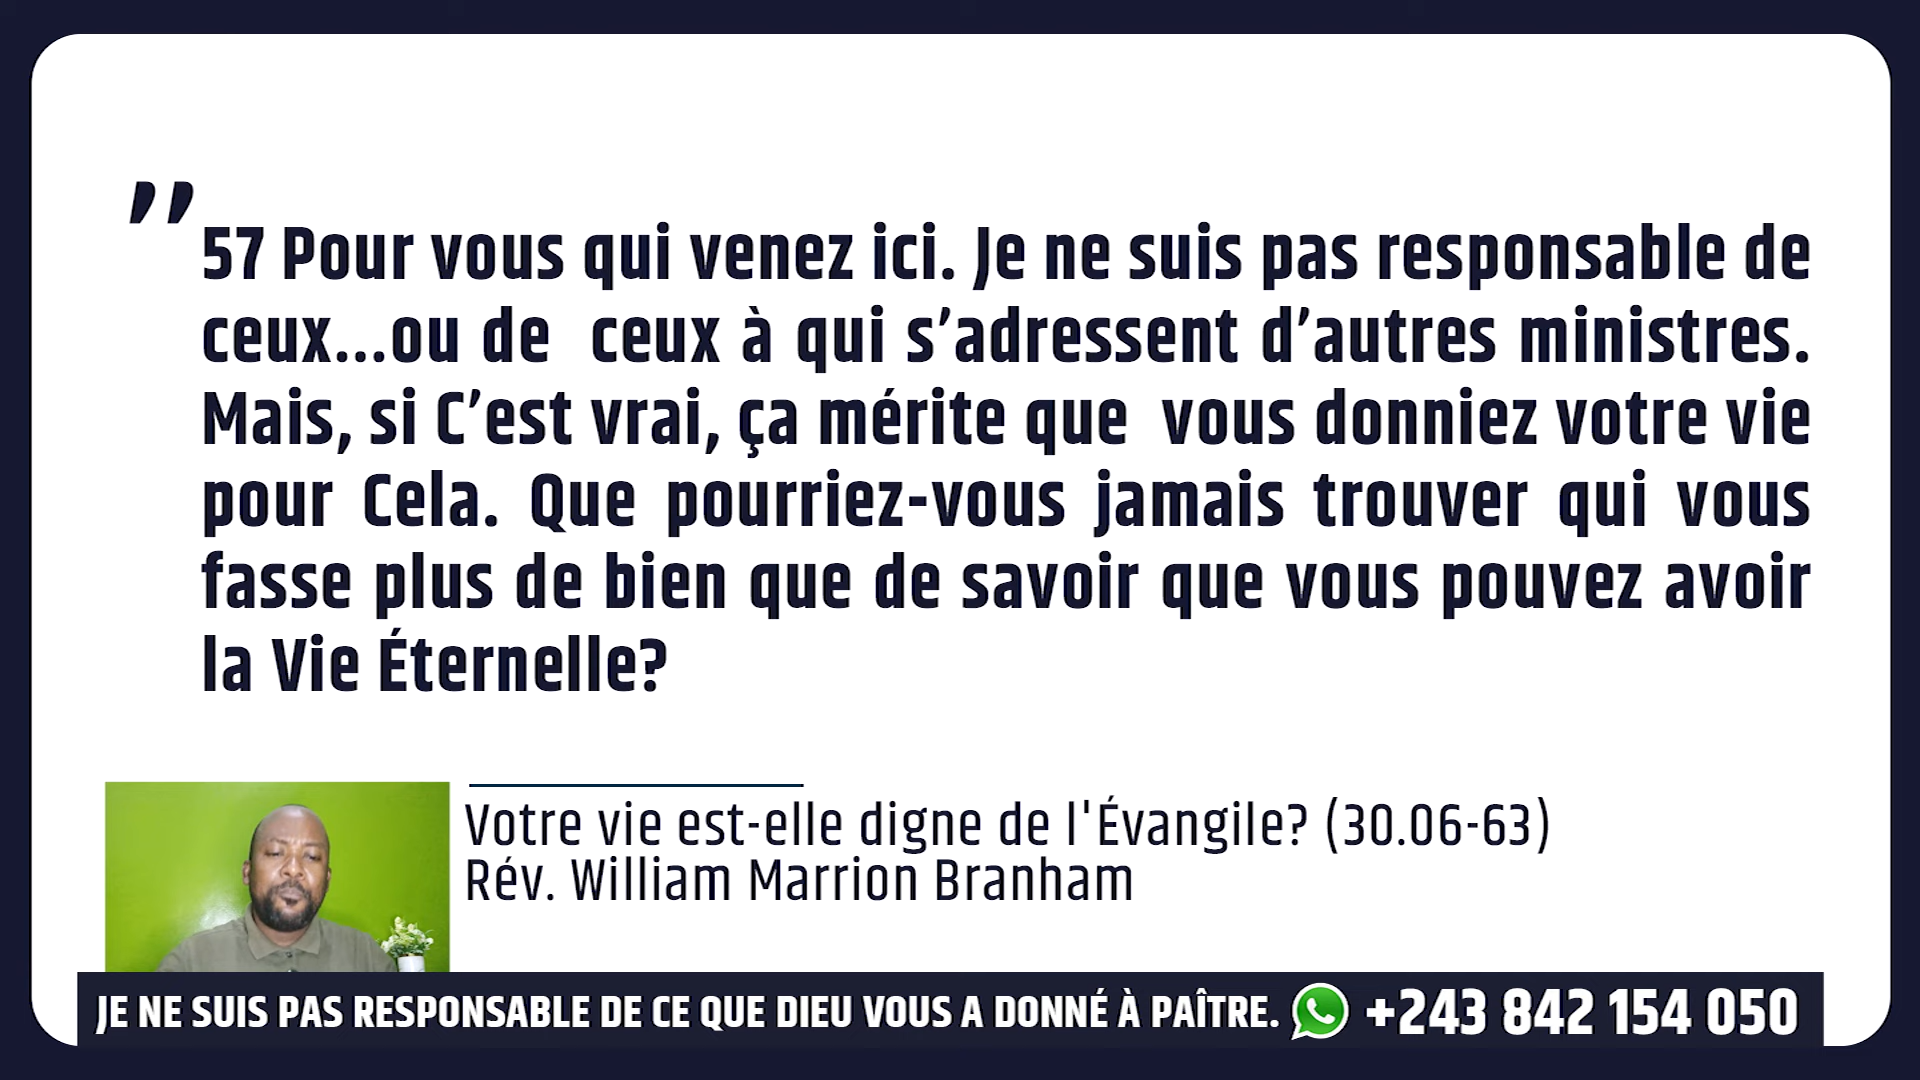 ”
57 Pour vous qui venez ici. Je ne suis pas responsable de
ceux...ou de  ceux à qui s’adressent d’autres ministres.
Mais, si C’est vrai, ça mérite que  vous donniez votre vie
pour Cela. Que pourriez-vous jamais trouver qui vous
fasse plus de bien que de savoir que vous pouvez avoir
la Vie Éternelle?
Votre vie est-elle digne de l'Évangile? (30.06-63)
Rév. William Marrion Branham
JE NE SUIS PAS RESPONSABLE DE CE QUE DIEU VOUS A DONNÉ À PAÎTRE. +243 842 154 050